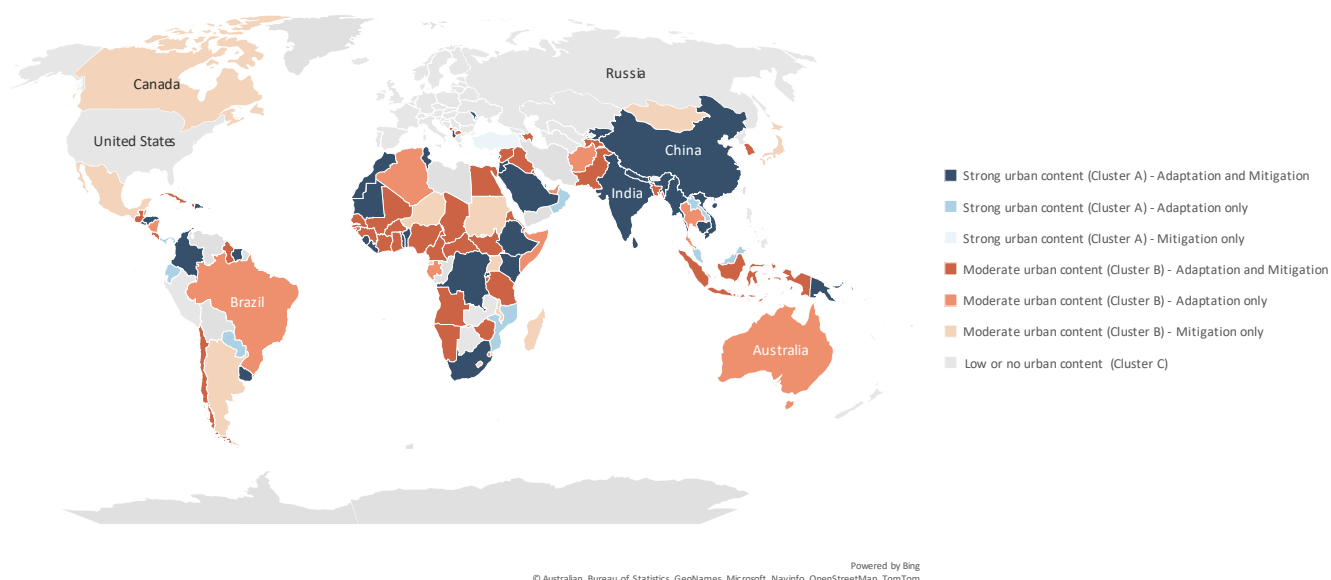 Canada
Russia
United States
China
India
Brazil
Australia
Strong urban content (Cluster A) - Adaptation and Mitigation
Strong urban content (Cluster A) - Adaptation only
Strong urban content (Cluster A) - Mitigation only
Moderate urban content (Cluster B) - Adaptation and Mitigation
Moderate urban content (Cluster B) - Adaptation only
Moderate urban content (Cluster B) - Mitigation only
Low or no urban content (Cluster C)
Powered by Bing
© Australian Bureau of Statistics, GeoNames, Microsoft, Navinfo, OpenStreetMap, TomTom